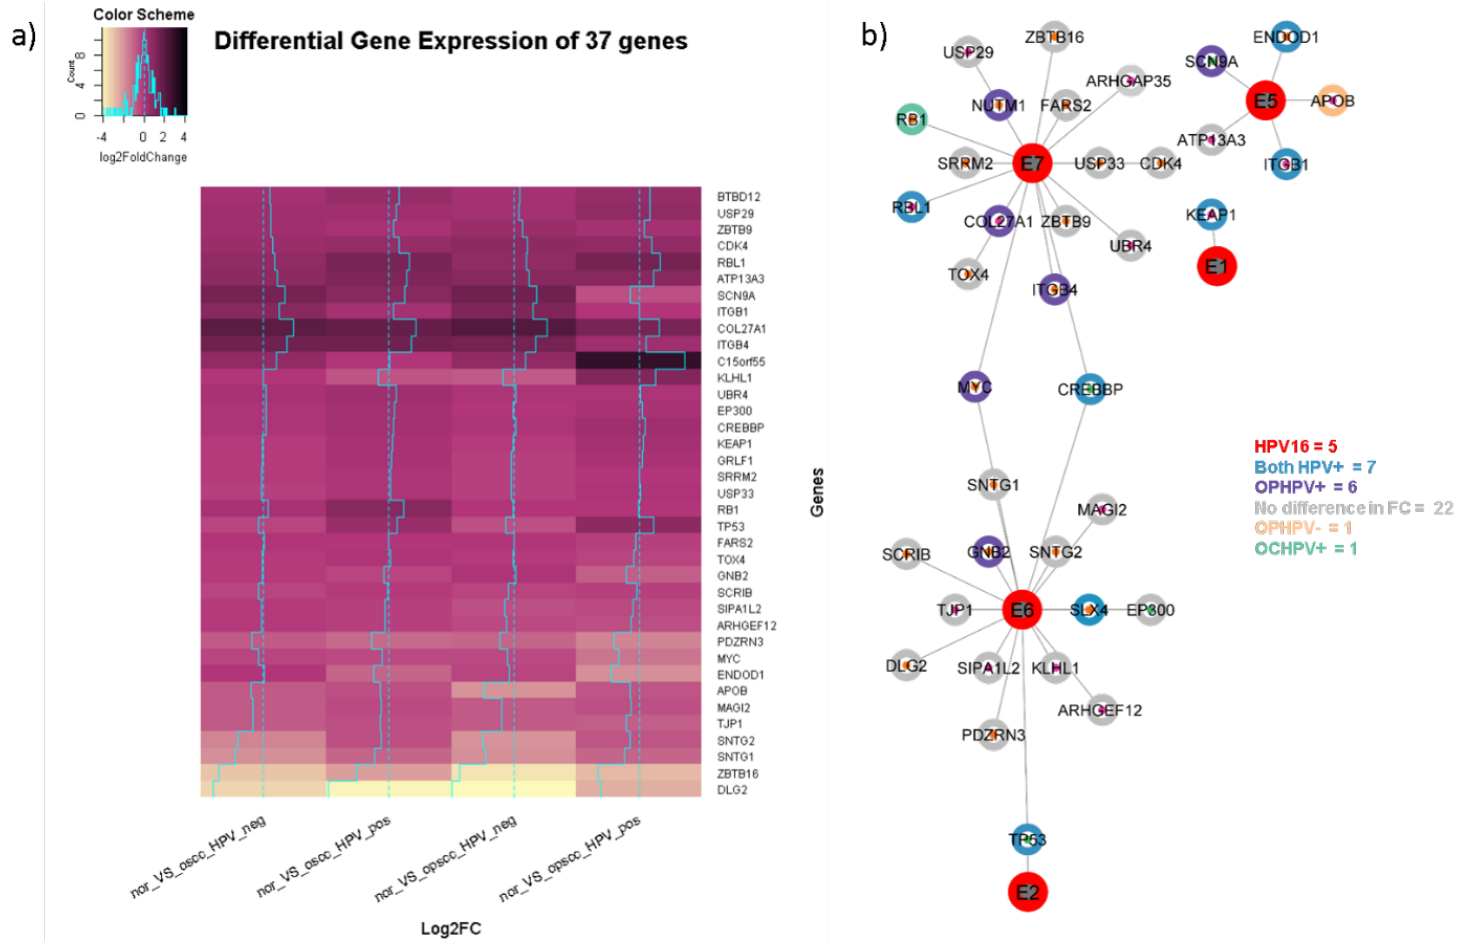 a)
Color Scheme
Count
0 4 8
-4 0 2 4
log2FoldChange
Differential Gene Expression of 37 genes
BTBD12
USP29
ZBTB9
CDK4
RBL1
ATP13A3
SCN9A
ITGB1
COL27A1
ITGB4
C15orf55
KLHL1
UBR4
EP300
CREBBP
KEAP1
GRLF1
SRRM2
USP33
RB1
TP53
FARS2
TOX4
GNB2
SCRIB
SIPA1L2
ARHGEF12
PDZRN3
MYC
ENDOD1
APOB
MAGI2
TJP1
SNTG2
SNTG1
ZBTB16
DLG2
Genes
nor_VS_oscc_HPV_neg
nor_VS_oscc_HPV_pos
nor_VS_opscc_HPV_neg
nor_VS_opscc_HPV_pos
Log2FC
b)
ZBTB16
USP29
ARHGAP35
NUTM1
FARS2
RB1
SRRM2
E7
USP33
CDK4
RBL1
COL27A1
ZBTB9
UBR4
TOX4
ITGB4
ENDOD1
SCN9A
E5
APOB
ATP13A3
ITGB1
KEAP1
E1
MYC
CREBBP
SNTG1
MAGI2
SCRIB
GNB2
SNTG2
TJP1
E6
SLX4
EP300
DLG2
SIPA1L2
KLHL1
ARHGEF12
PDZRN3
TP53
E2
HPV16 = 5
Both HPV+ = 7
OPHPV+ = 6
No difference in FC = 22
OPHPV- = 1
OCHPV+ = 1